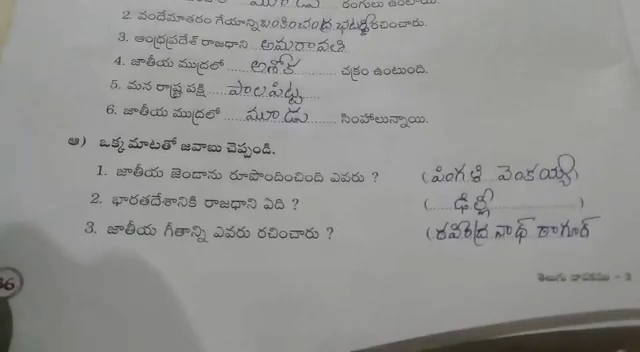 మూడు రంగులు ఉంటాయి.
2. వందేమాతరం గేయాన్ని బంకించంద్ర ఛటర్జీ రచించారు.
3. ఆంధ్రప్రదేశ్ రాజధాని అమరావతి
4. జాతీయ ముద్రలో ...... అశోక ............ చక్రం ఉంటుంది.
5. మన రాష్ట్ర పక్షి ..... పాలపిట్ట .....
6. జాతీయ ముద్రలో ...... మూడు ............ సింహాలున్నాయి.
ఆ) ఒక్క మాటతో జవాబు చెప్పండి.
1. జాతీయ జెండాను రూపొందించింది ఎవరు ? (పింగళి వెంకయ్య)
2. భారతదేశానికి రాజధాని ఏది ? (.... ఢిల్లీ ..............)
3. జాతీయ గీతాన్ని ఎవరు రచించారు ? (రవీంద్ర నాథ్ ఠాగూర్
తెలుగు వాచకము - 3
36